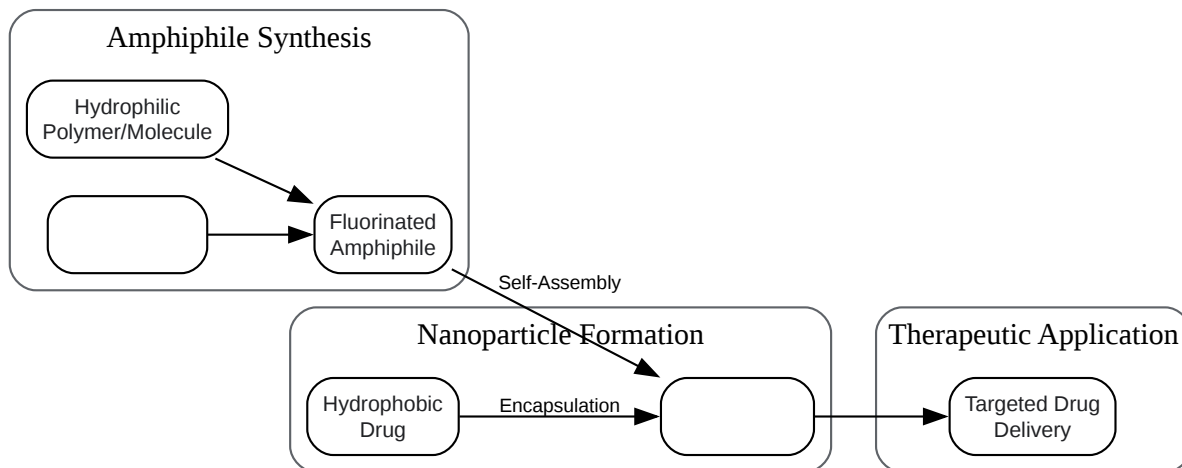 Amphiphile Synthesis
Hydrophilic
Polymer/Molecule
Fluorinated
Amphiphile
Self-Assembly
Nanoparticle Formation
Hydrophobic
Drug
Encapsulation
Therapeutic Application
Targeted Drug
Delivery